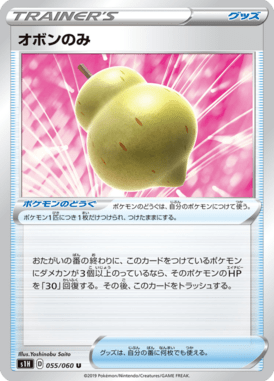 TRAINER'S グッズ
オボンのみ
ポケモンのどうぐ
ポケモンのどうぐは、自分のポケモンにつけて使う。
ポケモン1匹につき1枚だけつけられ、つけたままにする。
おたがいの番の終わりに、このカードをつけているポケモン
にダメカンが3個以上のっているなら、そのポケモンのHP
を「30」回復する。その後、このカードをトラッシュする。
Illus.Yoshinobu Saito
S1H D 055/060 U
グッズは、自分の番に何枚でも使える。
©2019 Pokémon/Nintendo/Creatures/GAME FREAK.